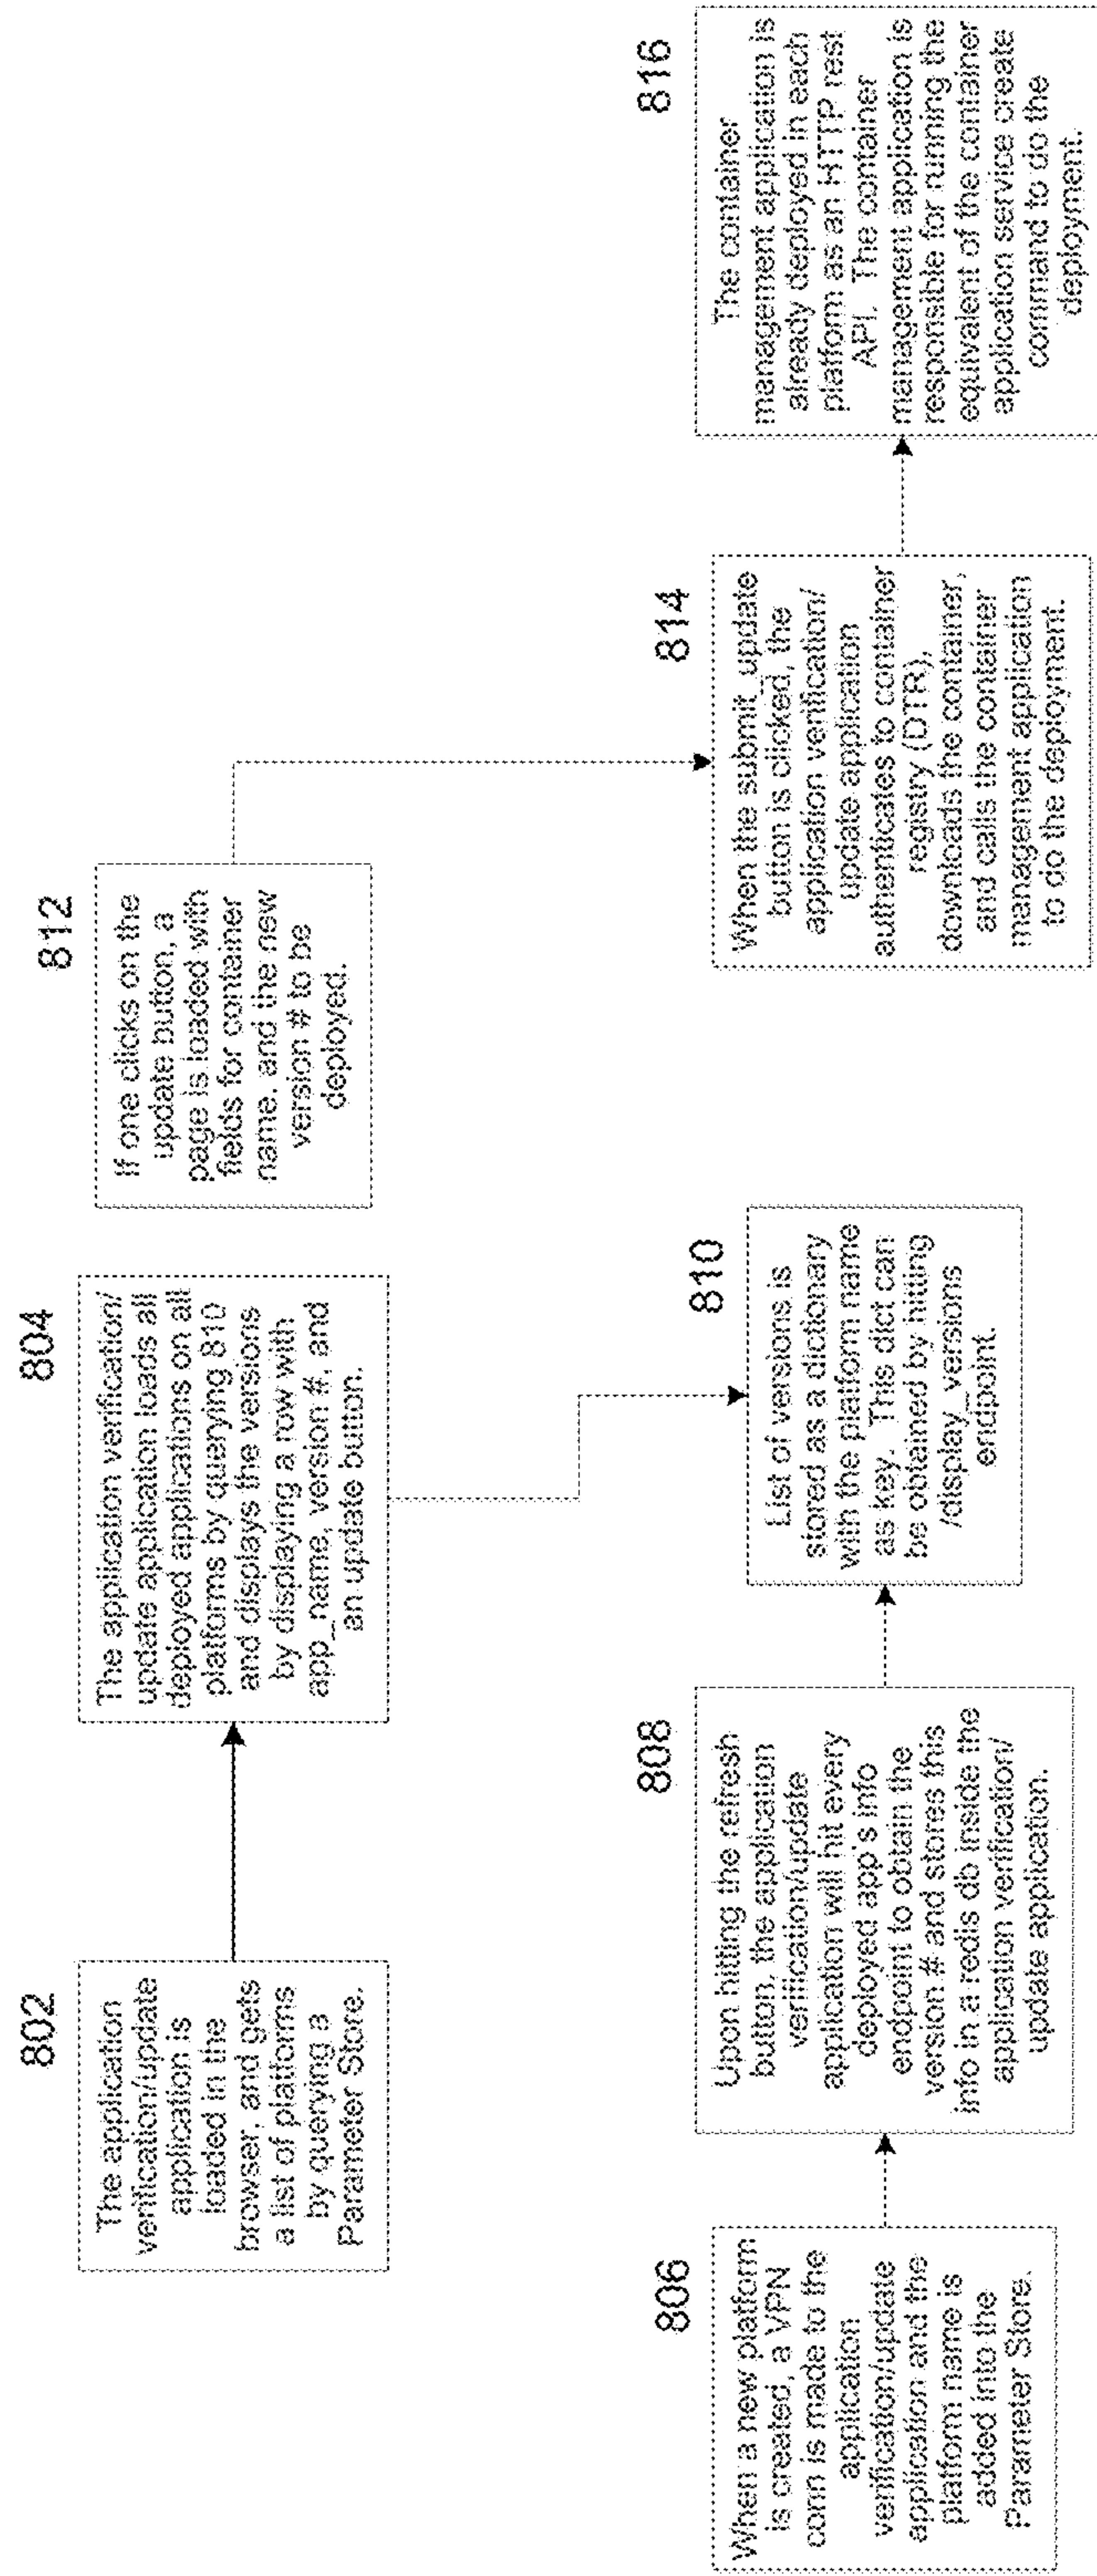 802
The application
verification/update
application is
loaded in the
browser, and gets
a list of platforms
by querying a
Parameter Store.
804
The application verification/
update application loads all
deployed applications on all
platforms by querying 810
and displays the versions
by displaying a row with
app_name, version #, and
an update button.
812
If one clicks on the
update button, a
page is loaded with
fields for container
name, and the new
version # to be
deployed.
806
When a new platform
is created, a VPN
conn is made to the
application
verification/update
application and the
platform name is
added into the
Parameter Store.
808
Upon hitting the refresh
button, the application
verification/update
application will hit every
deployed app's info
endpoint to obtain the
version # and stores this
info in a redis db inside the
application verification/
update application.
810
List of versions is
stored as a dictionary
with the platform name
as key. This dict can
be obtained by hitting
/display_versions
endpoint.
814
When the submit_update
button is clicked, the
application verification/
update application
authenticates to container
registry (DTR),
downloads the container,
and calls the container
management application
to do the deployment.
816
The container
management application is
already deployed in each
platform as an HTTP rest
API. The container
management application is
responsible for running the
equivalent of the container
application service create
command to do the
deployment.